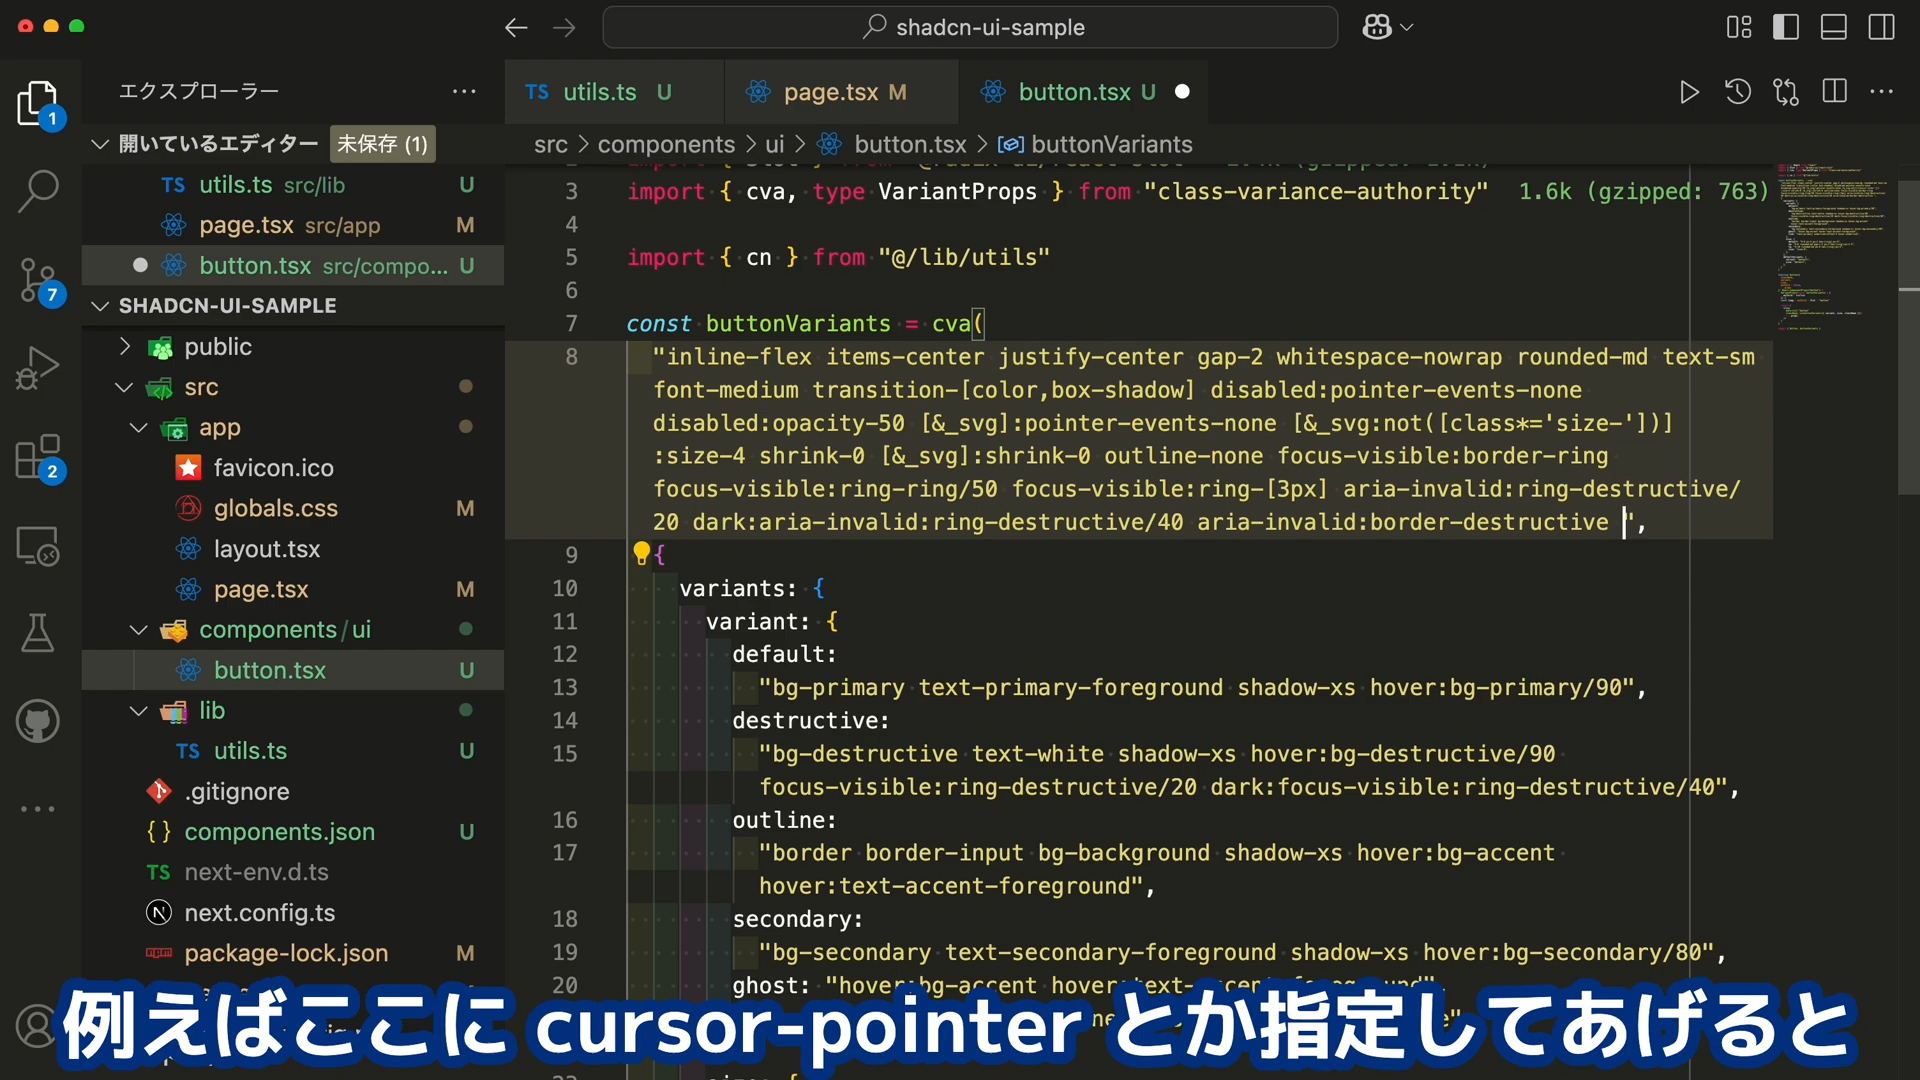 shadcn-ui-sample
エクスプローラー
1
開いているエディター 未保存 (1)
TS utils.ts src/lib U
page.tsx src/app M
button.tsx src/compo... U
7
SHADCN-UI-SAMPLE
public
src
app
favicon.ico
2
globals.css M
layout.tsx
page.tsx M
components/ui
button.tsx U
lib
TS utils.ts U
.gitignore
{ } components.json U
TS next-env.d.ts
next.config.ts
package-lock.json M
TS utils.ts U
page.tsx M
button.tsx U
src > components > ui > button.tsx > buttonVariants
3 import { cva, type VariantProps } from "class-variance-authority" 1.6k (gzipped: 763)
4
5 import { cn } from "@/lib/utils"
6
7 const buttonVariants = cva(
8 "inline-flex items-center justify-center gap-2 whitespace-nowrap rounded-md text-sm
font-medium transition-[color,box-shadow] disabled:pointer-events-none
disabled:opacity-50 [&_svg]:pointer-events-none [&_svg:not([class*='size-'])]
:size-4 shrink-0 [&_svg]:shrink-0 outline-none focus-visible:border-ring
focus-visible:ring-ring/50 focus-visible:ring-[3px] aria-invalid:ring-destructive/
20 dark:aria-invalid:ring-destructive/40 aria-invalid:border-destructive ",
9 {
10 variants: {
11 variant: {
12 default:
13 "bg-primary text-primary-foreground shadow-xs hover:bg-primary/90",
14 destructive:
15 "bg-destructive text-white shadow-xs hover:bg-destructive/90
focus-visible:ring-destructive/20 dark:focus-visible:ring-destructive/40",
16 outline:
17 "border border-input bg-background shadow-xs hover:bg-accent
hover:text-accent-foreground",
18 secondary:
19 "bg-secondary text-secondary-foreground shadow-xs hover:bg-secondary/80",
20 ghost: "hover:bg-accent
例えばここに cursor-pointer とか指定してあげると